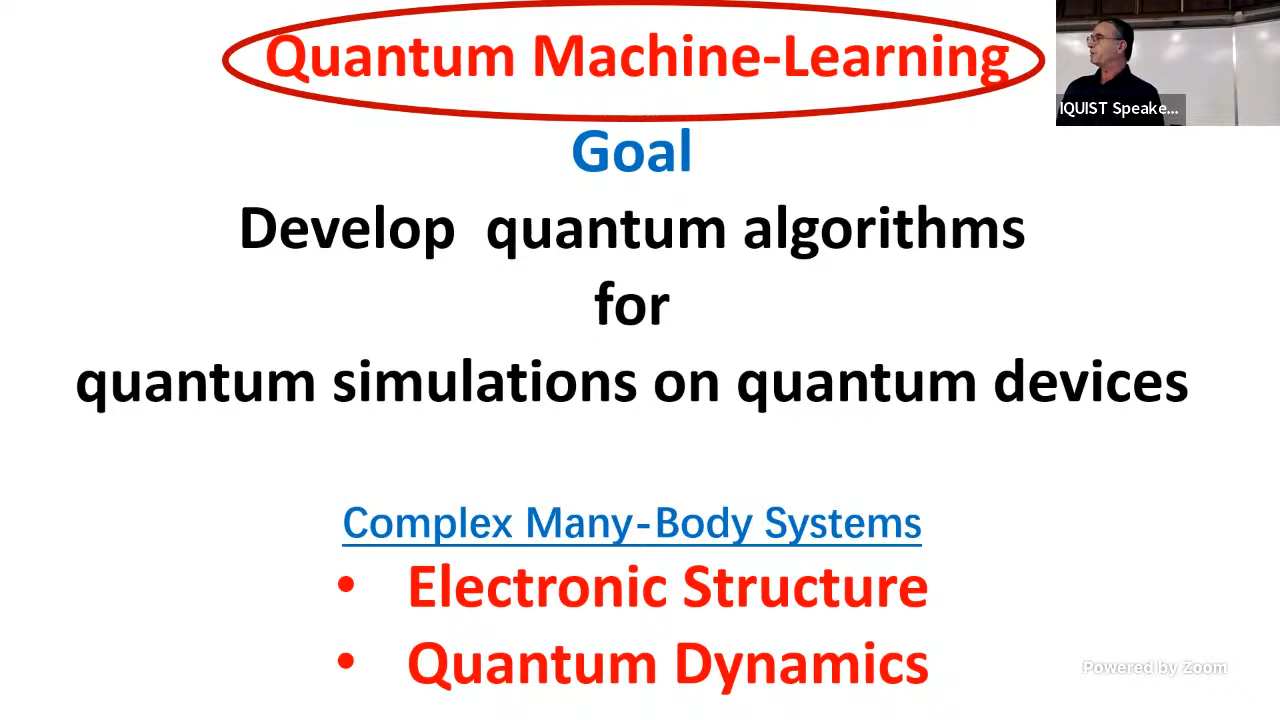 Quantum Machine-Learning
IQUIST Speake...
Goal
Develop quantum algorithms
for
quantum simulations on quantum devices
Complex Many-Body Systems
• Electronic Structure
• Quantum Dynamics
Powered by Zoom